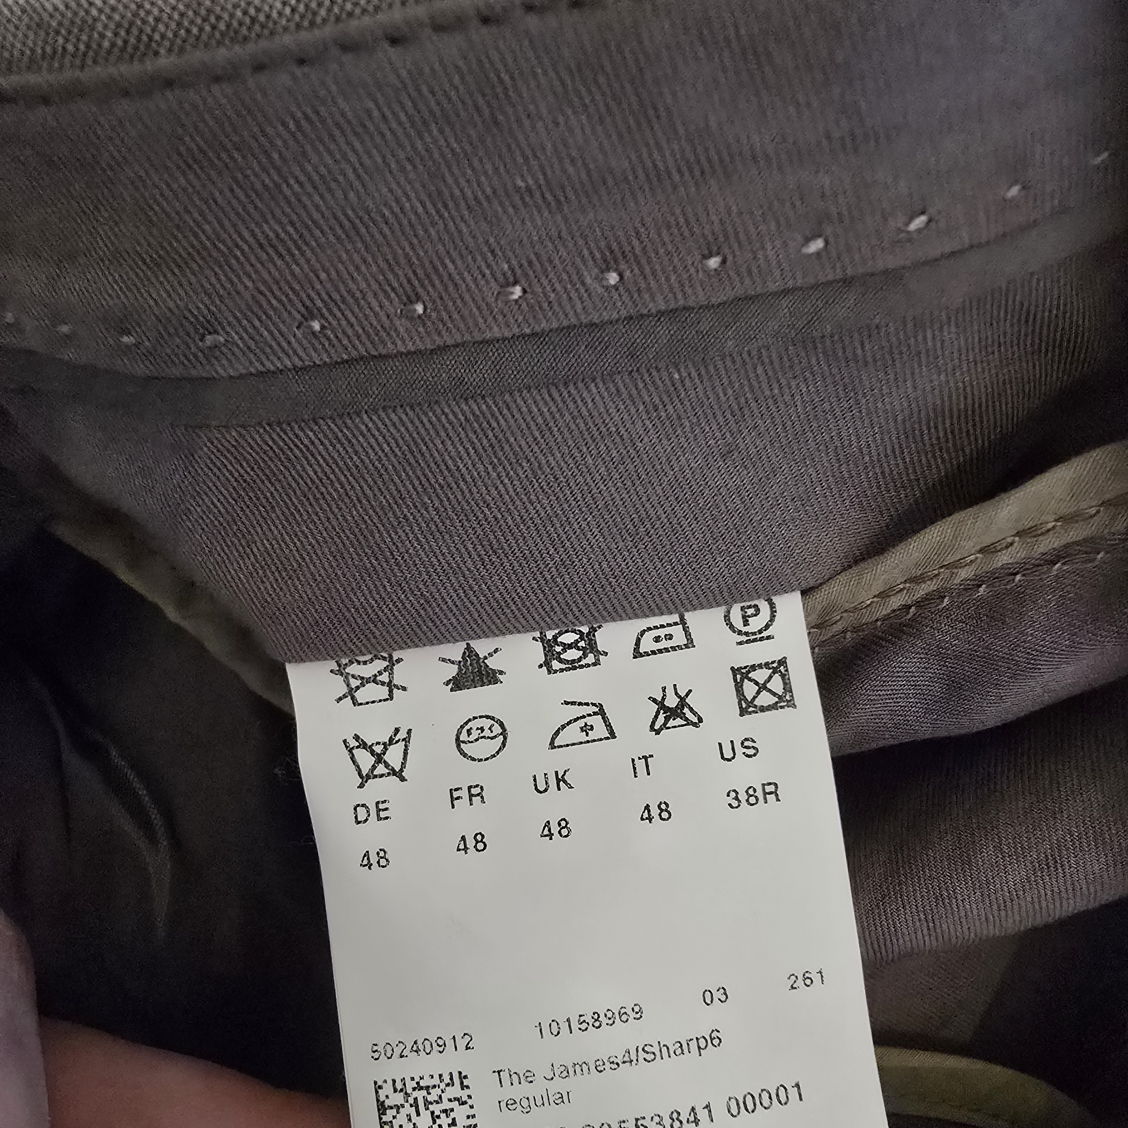 P
DE FR UK IT US
48 48 48 48 38R
50240912 10158969 03 261
The James4/Sharp6
regular
00001